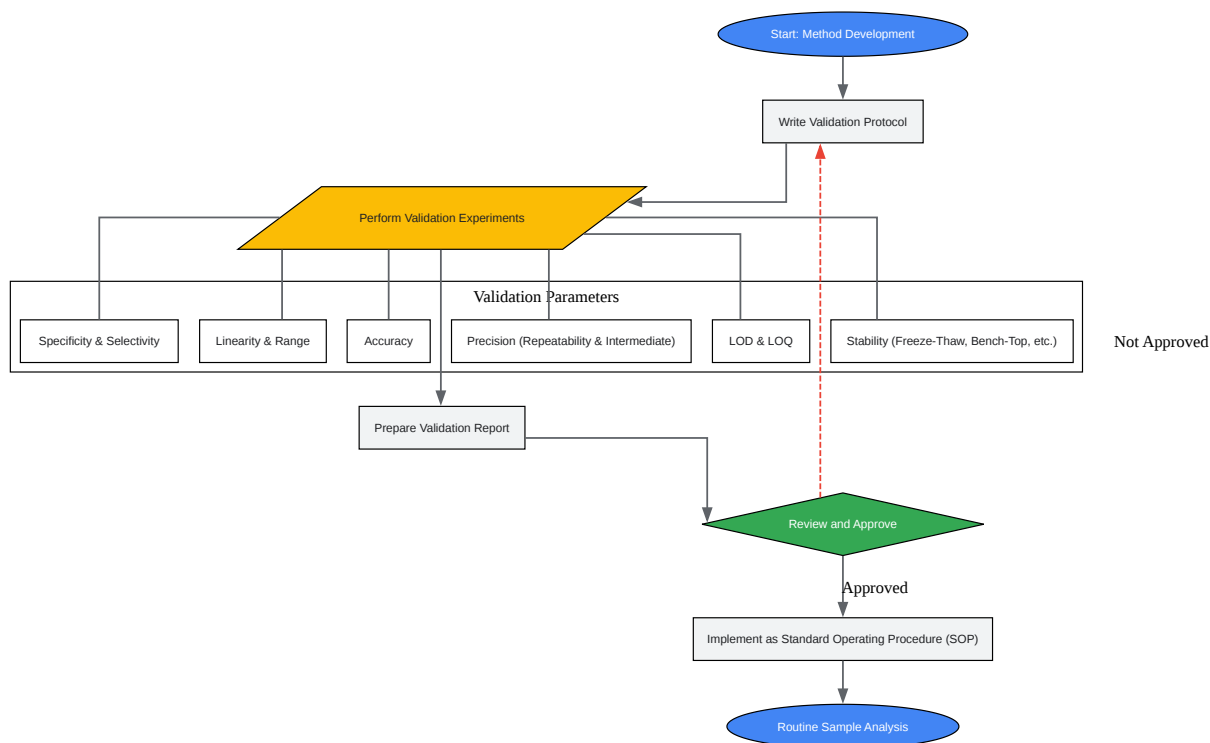 Start: Method Development
Write Validation Protocol
Perform Validation Experiments
Validation Parameters
Specificity & Selectivity
Linearity & Range
Accuracy
Precision (Repeatability & Intermediate)
LOD & LOQ
Stability (Freeze-Thaw, Bench-Top, etc.)
Not Approved
Prepare Validation Report
Review and Approve
Approved
Implement as Standard Operating Procedure (SOP)
Routine Sample Analysis